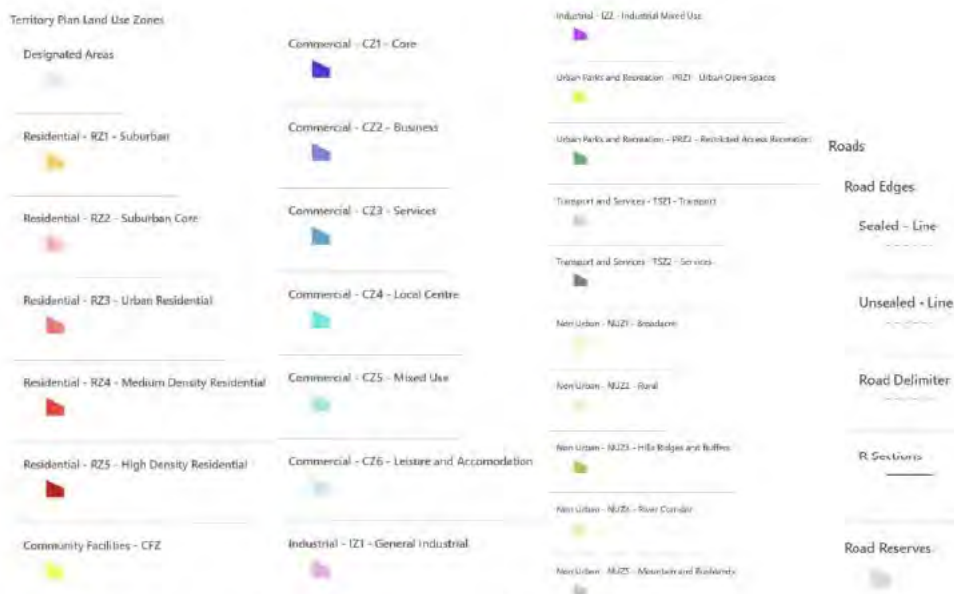 Territory Plan Land Use Zones
Designated Areas
Residential - RZ1 - Suburban
Residential - RZ2 - Suburban Core
Residential - RZ3 - Urban Residential
Residential - RZ4 - Medium Density Residential
Residential - RZ5 - High Density Residential
Community Facilities - CFZ
Commercial - CZ1 - Core
Commercial - CZ2 - Business
Commercial - CZ3 - Services
Commercial - CZ4 - Local Centre
Commercial - CZ5 - Mixed Use
Commercial - CZ6 - Leisure and Accomodation
Industrial - IZ1 - General Industrial
Industrial - IZ2 - Industrial Mixed Use
Urban Parks and Recreation - PRZ1 - Urban Open Spaces
Urban Parks and Recreation - PRZ2 - Restricted Access Recreation
Transport and Services - TSZ1 - Transport
Transport and Services - TSZ2 - Services
Non Urban - NUZ1 - Broadacre
Non Urban - NUZ2 - Rural
Non Urban - NUZ3 - Hills Ridges and Buffers
Non Urban - NUZ4 - River Corridor
Non Urban - NUZ5 - Mountain and Bushlands
Roads
Road Edges
Sealed - Line
Unsealed - Line
Road Delimiter
R Sections
Road Reserves